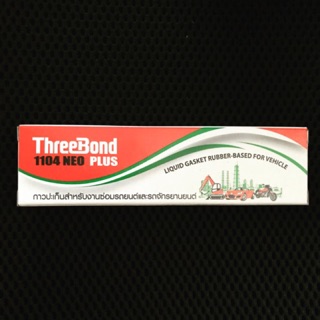 ThreeBond
1104 NEO PLUS
LIQUID GASKET RUBBER-BASED FOR VEHICLE
กาวปะเก็นสำหรับงานซ่อมรถยนต์และรถจักรยานยนต์